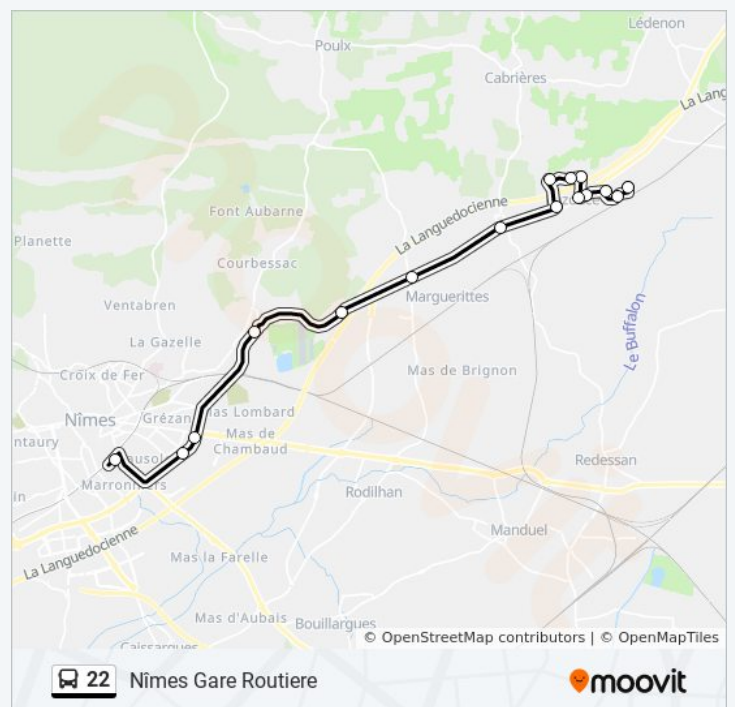 Lédenon
Poulx
Cabrières
La Lang
Font Aubarne
La Languedocienne
Planette
Courbessac
Marguerittes
Ventabren
Le Buffalon
La Gazelle
Croix de Fer
Mas de Brignon
Nîmes
Grézan
Mas Lombard
Mas de
Chambaud
Redessan
Marronniers
Rodilhan
Manduel
La Languedocienne
Mas la Farelle
Mas d'Aubais
Bouillargues
Caissargues
© OpenStreetMap contributors | © OpenMapTiles
22 Nîmes Gare Routiere
moovit